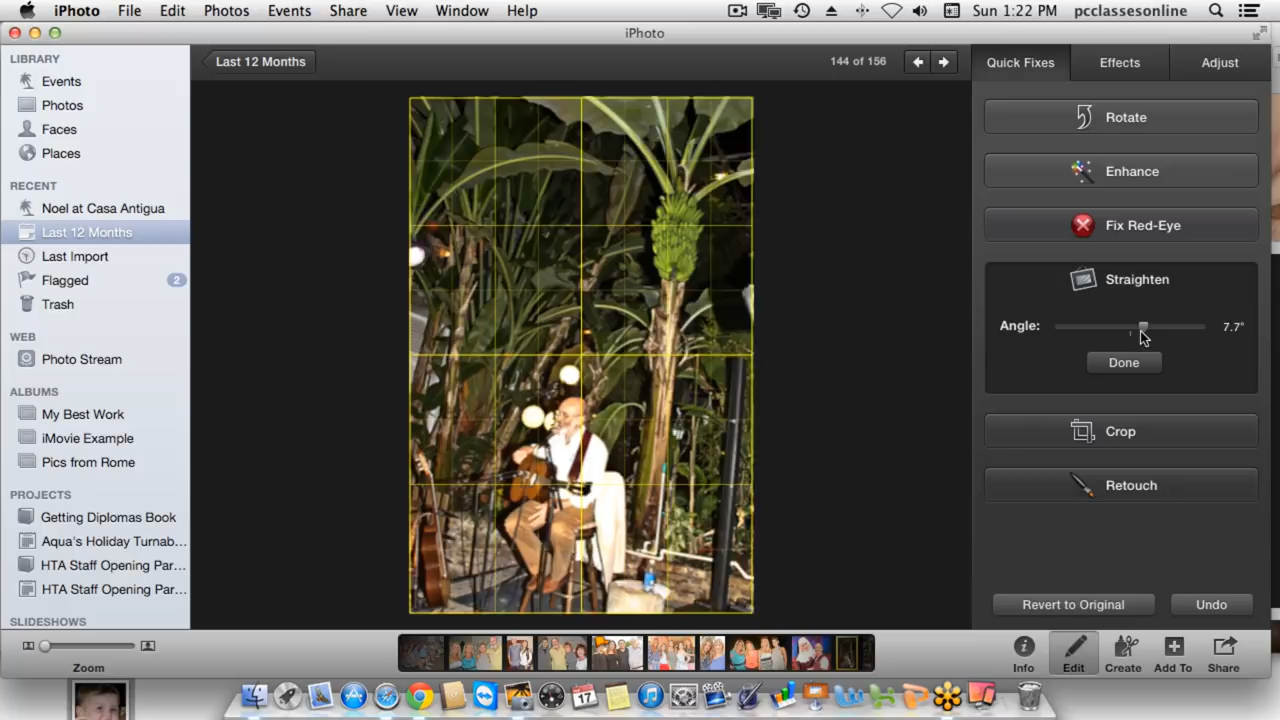 iPhoto File Edit Photos Events Share View Window Help Sun 1:22 PM pcclassesonline
iPhoto
LIBRARY
Events
Photos
Faces
Places
RECENT
Noel at Casa Antigua
Last 12 Months
Last Import
Flagged 2
Trash
WEB
Photo Stream
ALBUMS
My Best Work
iMovie Example
Pics from Rome
PROJECTS
Getting Diplomas Book
Aqua's Holiday Turnab...
HTA Staff Opening Par...
HTA Staff Opening Par...
SLIDESHOWS
Zoom
Last 12 Months 144 of 156
Quick Fixes Effects Adjust
Rotate
Enhance
Fix Red-Eye
Straighten
Angle: 7.7°
Done
Crop
Retouch
Revert to Original Undo
Info Edit Create Add To Share
17